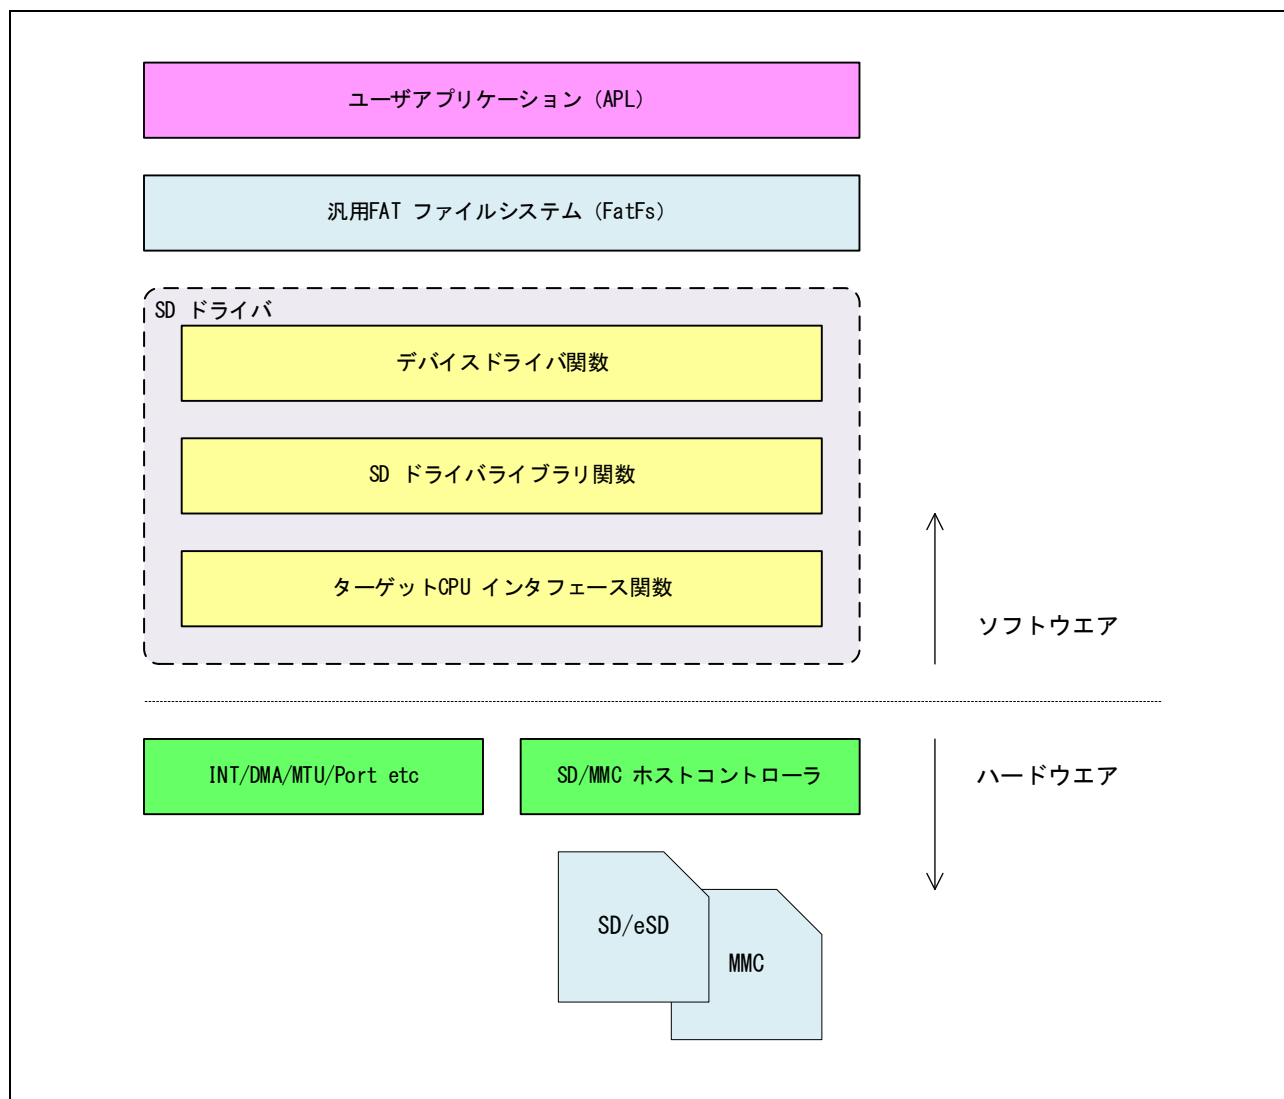 ユーザアプリケーション (APL)
汎用FAT ファイルシステム (FatFs)
SD ドライバ
デバイスドライバ関数
SD ドライバライブラリ関数
ターゲットCPU インタフェース関数
ソフトウエア
INT/DMA/MTU/Port etc
SD/MMC ホストコントローラ
ハードウエア
SD/eSD
MMC